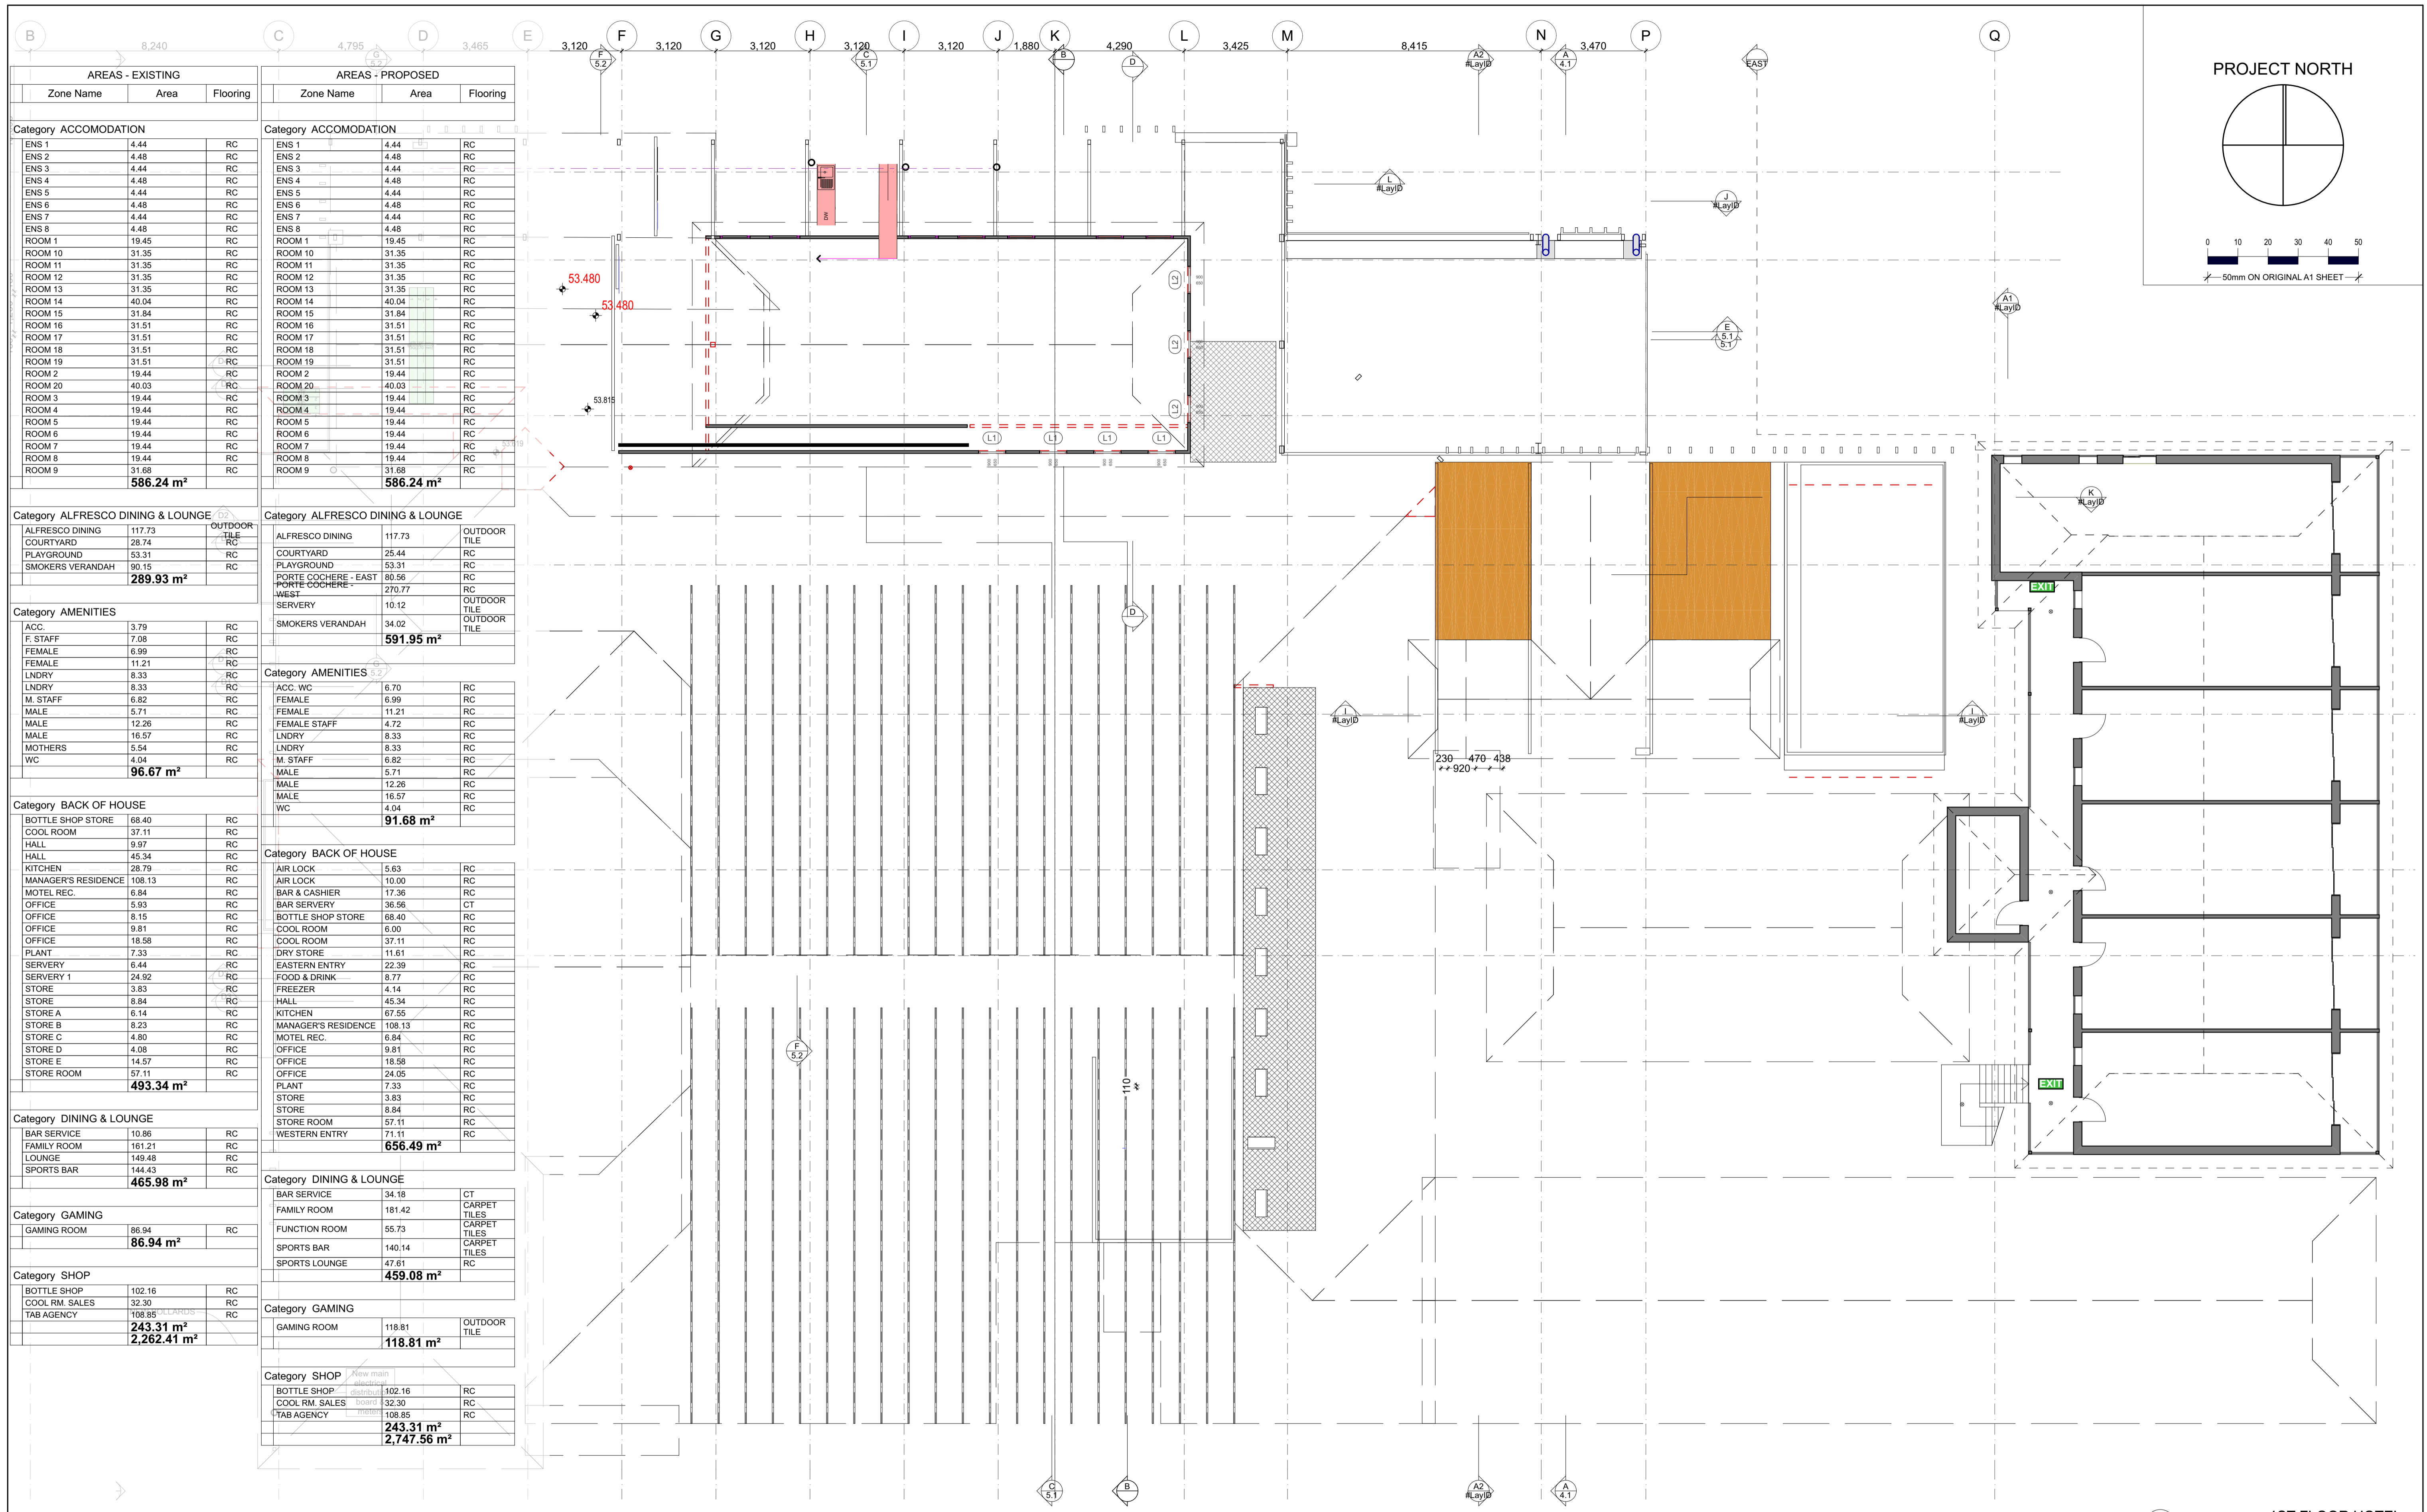 B C D E F G H I J K L M N P Q
8,240 4,795 8,240 3,465 3,120 3,120 3,120 3,120 3,120 1,880 4,290 3,425 8,415 3,470
G 5.2
F 5.2
C 5.1
B
D
A2 #LayID
A 4.1
EAST
PROJECT NORTH
0 10 20 30 40 50
50mm ON ORIGINAL A1 SHEET
AREAS - EXISTING
Zone Name Area Flooring
Category ACCOMODATION
ENS 1 4.44 RC
ENS 2 4.48 RC
ENS 3 4.44 RC
ENS 4 4.48 RC
ENS 5 4.44 RC
ENS 6 4.48 RC
ENS 7 4.44 RC
ENS 8 4.48 RC
ROOM 1 19.45 RC
ROOM 10 31.35 RC
ROOM 11 31.35 RC
ROOM 12 31.35 RC
ROOM 13 31.35 RC
ROOM 14 40.04 RC
ROOM 15 31.84 RC
ROOM 16 31.51 RC
ROOM 17 31.51 RC
ROOM 18 31.51 RC
ROOM 19 31.51 RC
ROOM 2 19.44 RC
ROOM 20 40.03 RC
ROOM 3 19.44 RC
ROOM 4 19.44 RC
ROOM 5 19.44 RC
ROOM 6 19.44 RC
ROOM 7 19.44 RC
ROOM 8 19.44 RC
ROOM 9 31.68 RC
586.24 m²
Category ALFRESCO DINING & LOUNGE
ALFRESCO DINING 117.73 OUTDOOR TILE
COURTYARD 28.74 RC
PLAYGROUND 53.31 RC
SMOKERS VERANDAH 90.15 RC
289.93 m²
Category AMENITIES
ACC. 3.79 RC
F. STAFF 7.08 RC
FEMALE 6.99 RC
FEMALE 11.21 RC
LNDRY 8.33 RC
LNDRY 8.33 RC
M. STAFF 6.82 RC
MALE 5.71 RC
MALE 12.26 RC
MALE 16.57 RC
MOTHERS 5.54 RC
WC 4.04 RC
96.67 m²
Category BACK OF HOUSE
BOTTLE SHOP STORE 68.40 RC
COOL ROOM 37.11 RC
HALL 9.97 RC
HALL 45.34 RC
KITCHEN 28.79 RC
MANAGER'S RESIDENCE 108.13 RC
MOTEL REC. 6.84 RC
OFFICE 5.93 RC
OFFICE 8.15 RC
OFFICE 9.81 RC
OFFICE 18.58 RC
PLANT 7.33 RC
SERVERY 6.44 RC
SERVERY 1 24.92 RC
STORE 3.83 RC
STORE 8.84 RC
STORE A 6.14 RC
STORE B 8.23 RC
STORE C 4.80 RC
STORE D 4.08 RC
STORE E 14.57 RC
STORE ROOM 57.11 RC
493.34 m²
Category DINING & LOUNGE
BAR SERVICE 10.86 RC
FAMILY ROOM 161.21 RC
LOUNGE 149.48 RC
SPORTS BAR 144.43 RC
465.98 m²
Category GAMING
GAMING ROOM 86.94 RC
86.94 m²
Category SHOP
BOTTLE SHOP 102.16 RC
COOL RM. SALES 32.30 RC
TAB AGENCY 108.85 RC
243.31 m²
2,262.41 m²
AREAS - PROPOSED
Zone Name Area Flooring
Category ACCOMODATION
ENS 1 4.44 RC
ENS 2 4.48 RC
ENS 3 4.44 RC
ENS 4 4.48 RC
ENS 5 4.44 RC
ENS 6 4.48 RC
ENS 7 4.44 RC
ENS 8 4.48 RC
ROOM 1 19.45 RC
ROOM 10 31.35 RC
ROOM 11 31.35 RC
ROOM 12 31.35 RC
ROOM 13 31.35 RC
ROOM 14 40.04 RC
ROOM 15 31.84 RC
ROOM 16 31.51 RC
ROOM 17 31.51 RC
ROOM 18 31.51 RC
ROOM 19 31.51 RC
ROOM 2 19.44 RC
ROOM 20 40.03 RC
ROOM 3 19.44 RC
ROOM 4 19.44 RC
ROOM 5 19.44 RC
ROOM 6 19.44 RC
ROOM 7 19.44 RC
ROOM 8 19.44 RC
ROOM 9 31.68 RC
586.24 m²
Category ALFRESCO DINING & LOUNGE
ALFRESCO DINING 117.73 OUTDOOR TILE
COURTYARD 25.44 RC
PLAYGROUND 53.31 RC
PORTE COCHERE - EAST 80.56 RC
PORTE COCHERE - WEST 270.77 RC
SERVERY 10.12 OUTDOOR TILE
SMOKERS VERANDAH 34.02 OUTDOOR TILE
591.95 m²
Category AMENITIES
ACC. WC 6.70 RC
FEMALE 6.99 RC
FEMALE 11.21 RC
FEMALE STAFF 4.72 RC
LNDRY 8.33 RC
LNDRY 8.33 RC
M. STAFF 6.82 RC
MALE 5.71 RC
MALE 12.26 RC
MALE 16.57 RC
WC 4.04 RC
91.68 m²
Category BACK OF HOUSE
AIR LOCK 5.63 RC
AIR LOCK 10.00 RC
BAR & CASHIER 17.36 RC
BAR SERVERY 36.56 CT
BOTTLE SHOP STORE 68.40 RC
COOL ROOM 6.00 RC
COOL ROOM 37.11 RC
DRY STORE 11.61 RC
EASTERN ENTRY 22.39 RC
FOOD & DRINK 8.77 RC
FREEZER 4.14 RC
HALL 45.34 RC
KITCHEN 67.55 RC
MANAGER'S RESIDENCE 108.13 RC
MOTEL REC. 6.84 RC
OFFICE 9.81 RC
OFFICE 18.58 RC
OFFICE 24.05 RC
PLANT 7.33 RC
STORE 3.83 RC
STORE 8.84 RC
STORE ROOM 57.11 RC
WESTERN ENTRY 71.11 RC
656.49 m²
Category DINING & LOUNGE
BAR SERVICE 34.18 CT
FAMILY ROOM 181.42 CARPET TILES
FUNCTION ROOM 55.73 CARPET TILES
SPORTS BAR 140.14 CARPET TILES
SPORTS LOUNGE 47.61 RC
459.08 m²
Category GAMING
GAMING ROOM 118.81 OUTDOOR TILE
118.81 m²
Category SHOP
BOTTLE SHOP 102.16 RC
COOL RM. SALES 32.30 RC
TAB AGENCY 108.85 RC
243.31 m²
2,747.56 m²
New main
electrical
board
53.480
53.480
53.815
DW
L2
L2
L2
L1 L1 L1 L1
L #LayID
J #LayID
E 5.1
5.1
A1 #LayID
K #LayID
EXIT
D
I #LayID
I #LayID
230 470 438
920
F 5.2
110
EXIT
C 5.1
B
A2 #LayID
A 4.1